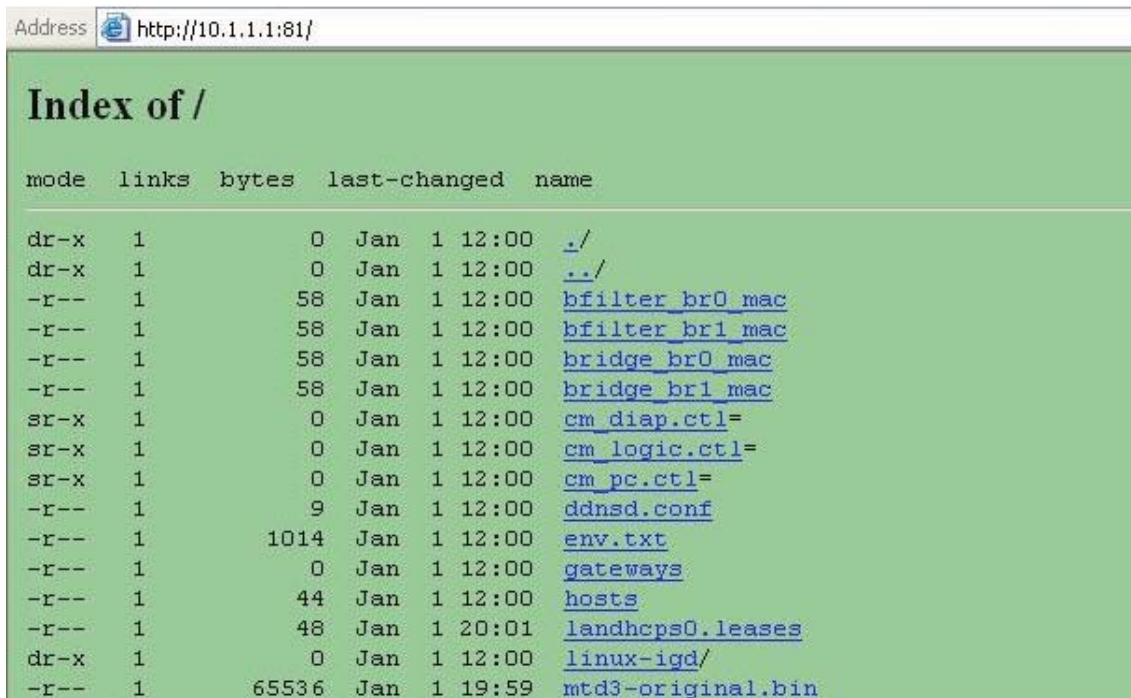 Address http://10.1.1.1:81/
Index of /
mode links bytes last-changed name
dr-x 1 0 Jan 1 12:00 ./
dr-x 1 0 Jan 1 12:00 ../
-r-- 1 58 Jan 1 12:00 bfilter_br0_mac
-r-- 1 58 Jan 1 12:00 bfilter_br1_mac
-r-- 1 58 Jan 1 12:00 bridge_br0_mac
-r-- 1 58 Jan 1 12:00 bridge_br1_mac
sr-x 1 0 Jan 1 12:00 cm_diap.ctl=
sr-x 1 0 Jan 1 12:00 cm_logic.ctl=
sr-x 1 0 Jan 1 12:00 cm_pc.ctl=
-r-- 1 9 Jan 1 12:00 ddnsd.conf
-r-- 1 1014 Jan 1 12:00 env.txt
-r-- 1 0 Jan 1 12:00 gateways
-r-- 1 44 Jan 1 12:00 hosts
-r-- 1 48 Jan 1 20:01 landhcps0.leases
dr-x 1 0 Jan 1 12:00 linux-igd/
-r-- 1 65536 Jan 1 19:59 mtd3-original.bin